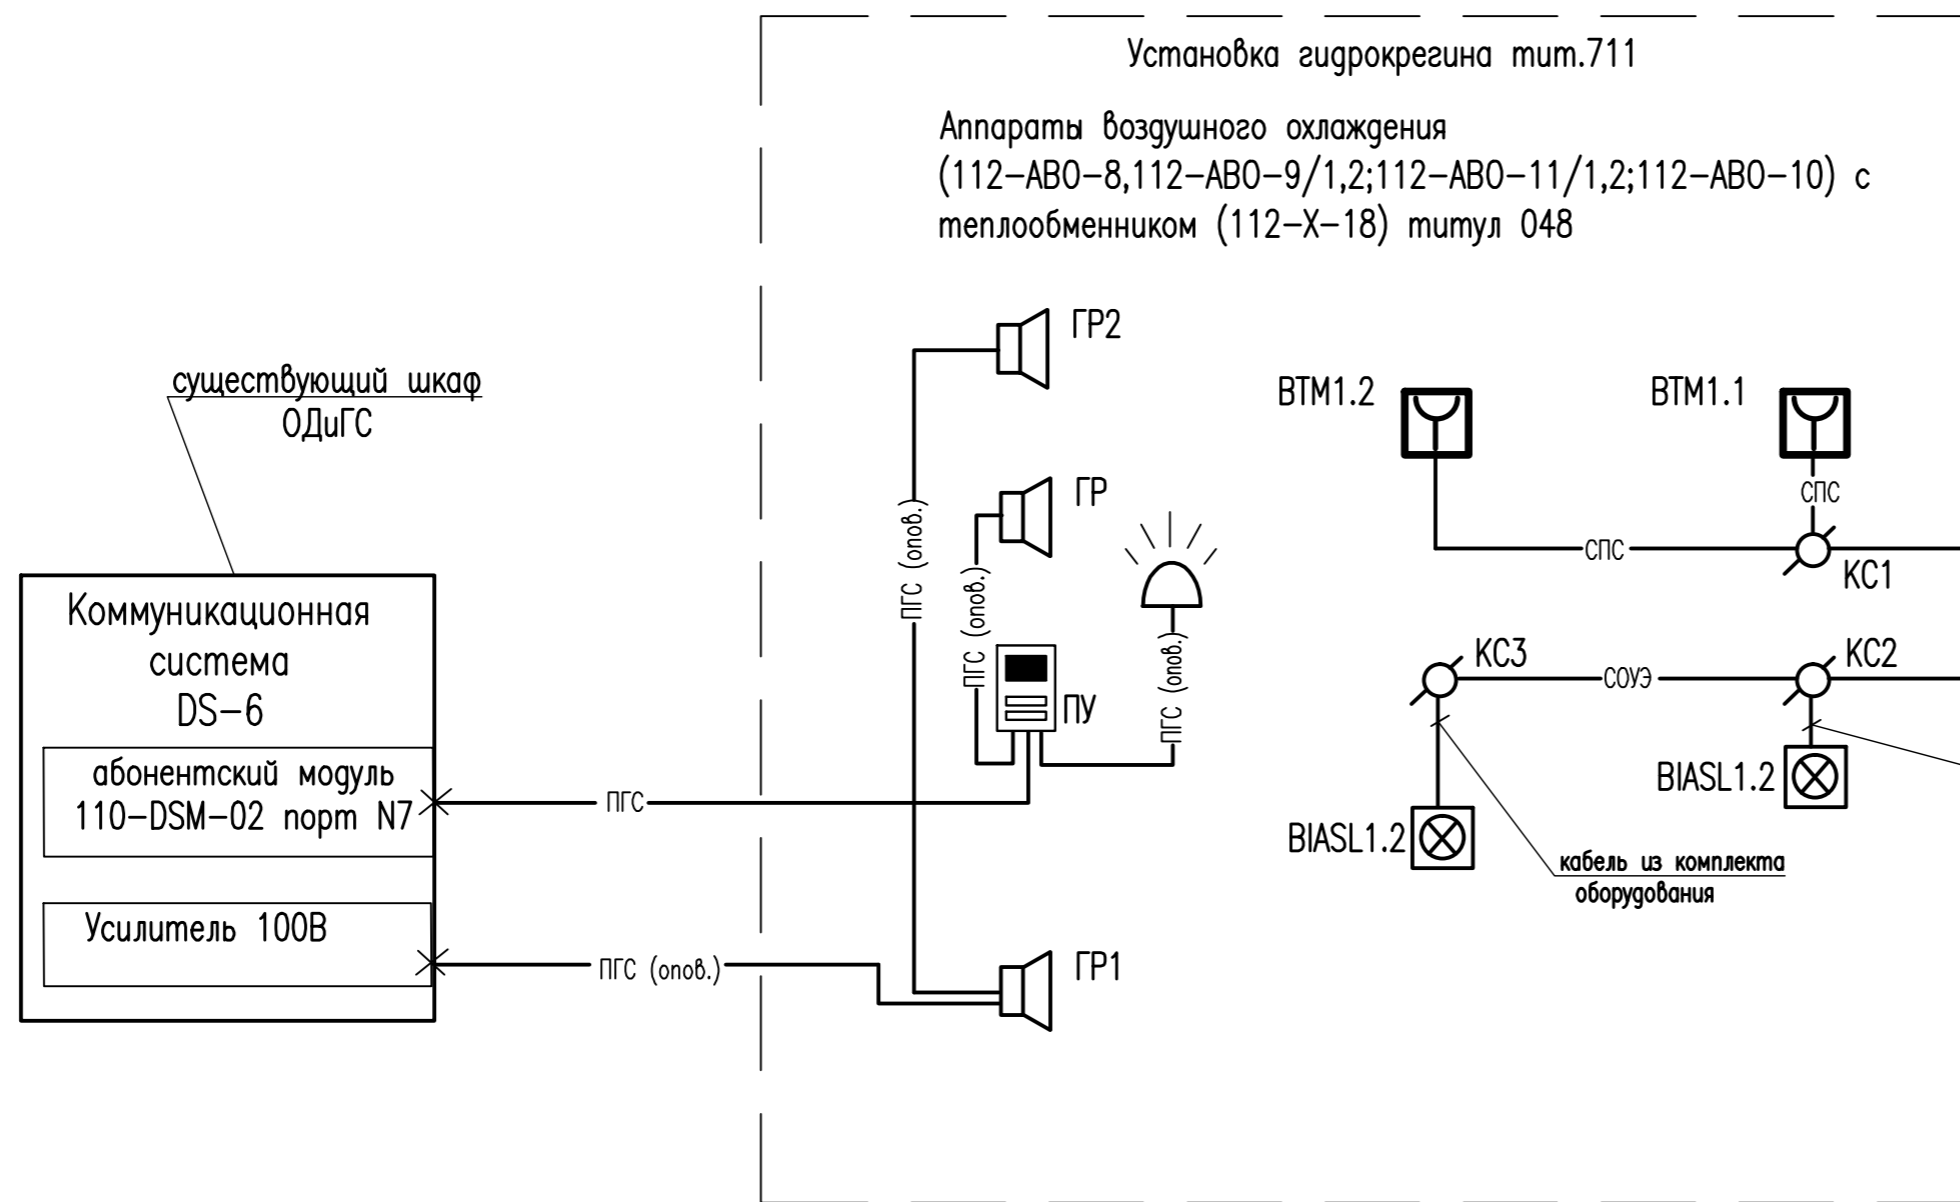 Установка гидрокрегина тит.711
Аппараты воздушного охлаждения
(112-АВО-8,112-АВО-9/1,2;112-АВО-11/1,2;112-АВО-10) с
теплообменником (112-Х-18) титул 048
существующий шкаф
ОДиГС
Коммуникационная
система
DS-6
абонентский модуль
110-DSM-02 порт N7
Усилитель 100В
ПГС
ПГС (опов.)
ГР2
ПГС (опов.)
ГР
ПГС (опов.)
ПУ
ПГС (опов.)
ГР1
ВТМ1.2
ВТМ1.1
СПС
СПС
КС1
КС3
СОУЭ
КС2
BIASL1.2
BIASL1.2
кабель из комплекта
оборудования